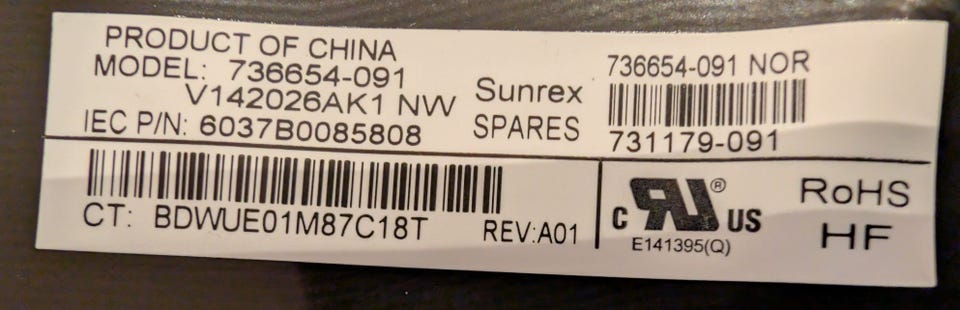 PRODUCT OF CHINA
MODEL: 736654-091
V142026AK1 NW
IEC P/N: 6037B0085808
Sunrex
SPARES
736654-091 NOR
731179-091
CT: BDWUE01M87C18T
REV:A01
c RU ® US
E141395(Q)
RoHS
HF